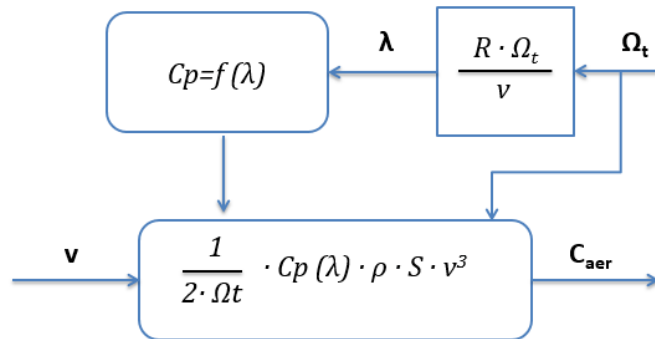 λ
Ω_t
Cp=f(λ)
R · Ω_t / v
v
1 / 2 · Ωt · Cp (λ) · ρ · S · v³
C_aer